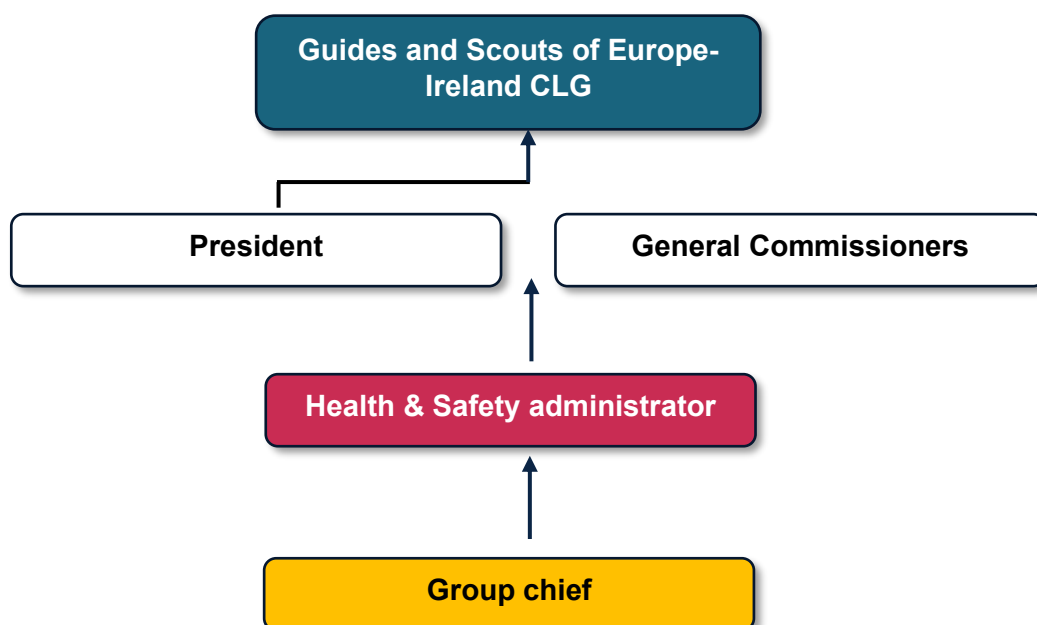 Guides and Scouts of Europe-
Ireland CLG
President
General Commissioners
Health & Safety administrator
Group chief